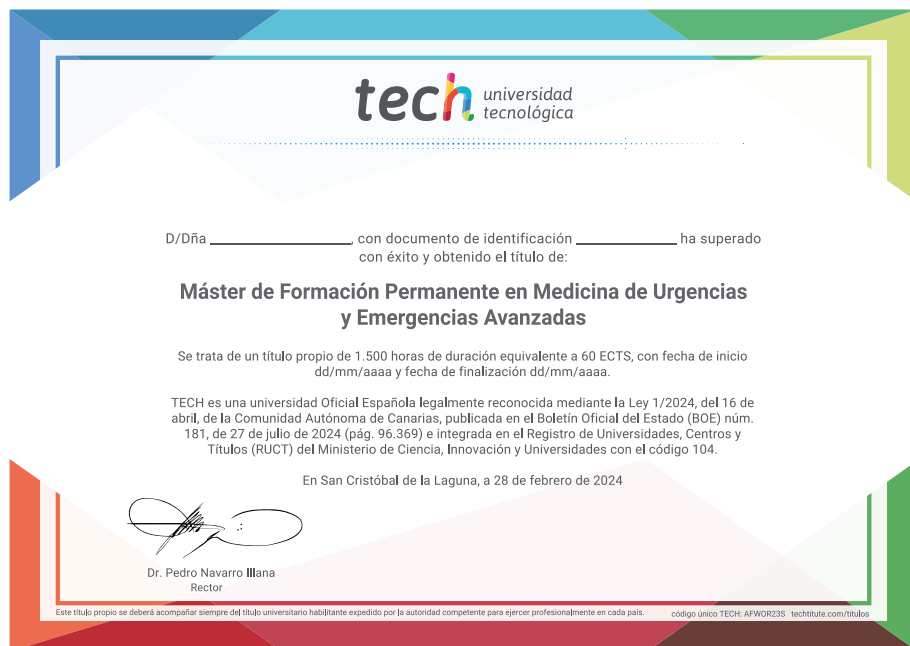 tech universidad
tecnológica
D/Dña ____________, con documento de identificación ____________ ha superado
con éxito y obtenido el título de:
Máster de Formación Permanente en Medicina de Urgencias
y Emergencias Avanzadas
Se trata de un título propio de 1.500 horas de duración equivalente a 60 ECTS, con fecha de inicio
dd/mm/aaaa y fecha de finalización dd/mm/aaaa.
TECH es una universidad Oficial Española legalmente reconocida mediante la Ley 1/2024, del 16 de
abril, de la Comunidad Autónoma de Canarias, publicada en el Boletín Oficial del Estado (BOE) núm.
181, de 27 de julio de 2024 (pág. 96.369) e integrada en el Registro de Universidades, Centros y
Títulos (RUCT) del Ministerio de Ciencia, Innovación y Universidades con el código 104.
En San Cristóbal de la Laguna, a 28 de febrero de 2024
Dr. Pedro Navarro Illana
Rector
Este título propio se deberá acompañar siempre del título universitario habilitante expedido por la autoridad competente para ejercer profesionalmente en cada país. código único TECH: AFWOR23S techtitute.com/titulos